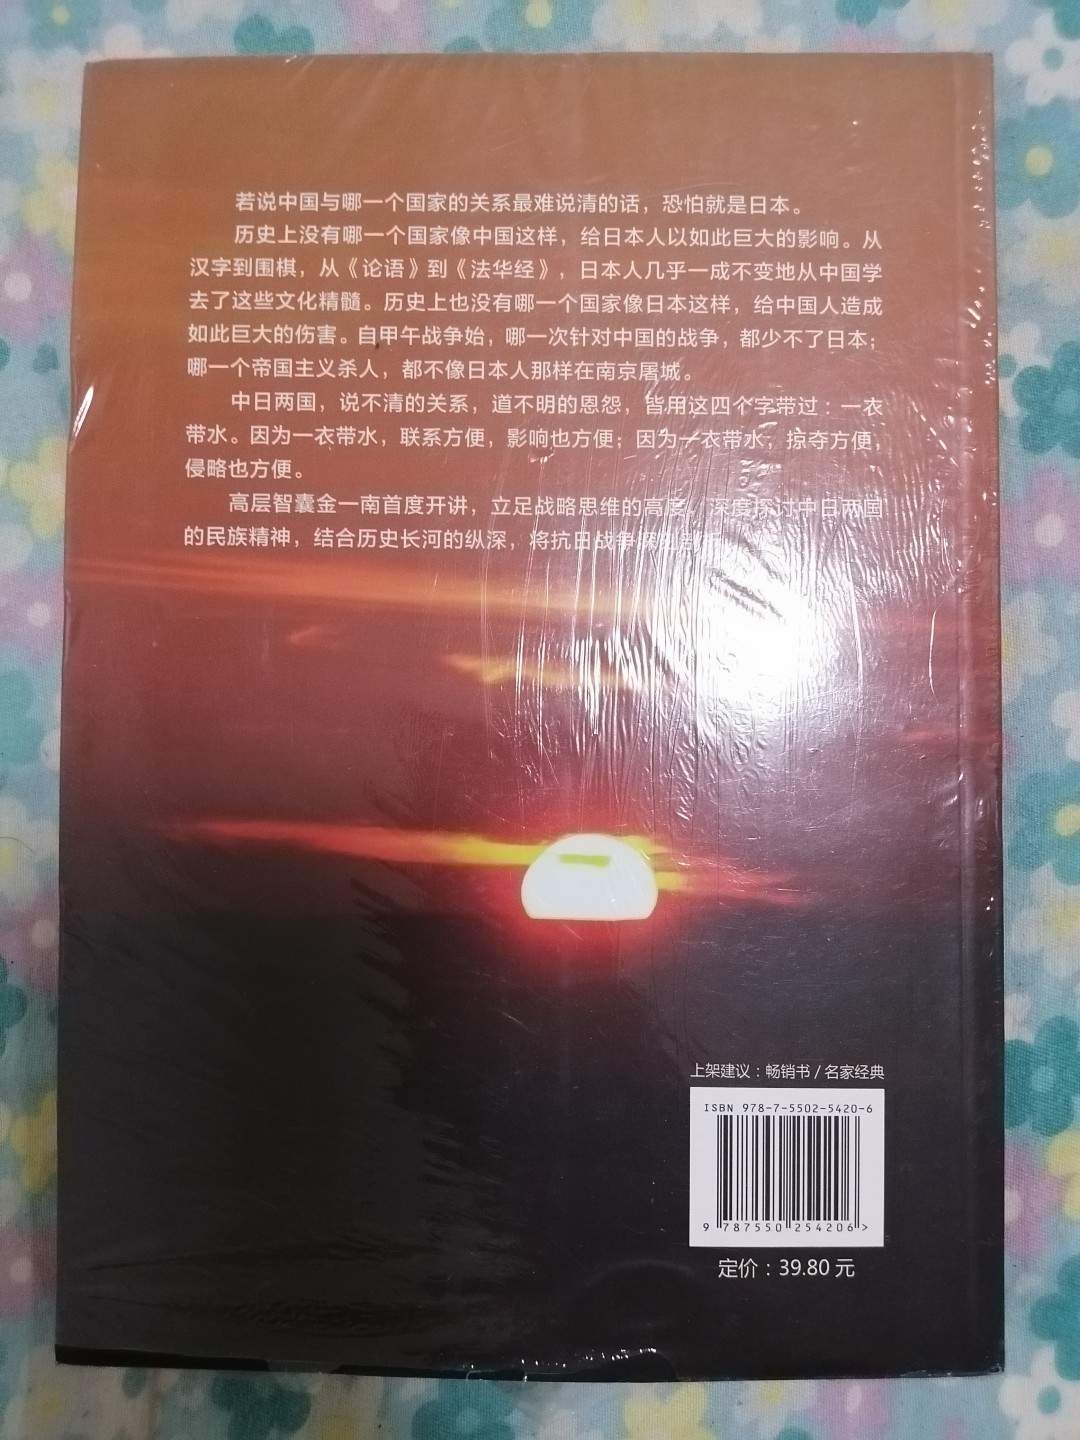 若说中国与哪一个国家的关系最难说清的话，恐怕就是日本。
历史上没有哪一个国家像中国这样，给日本人以如此巨大的影响。从
汉字到围棋，从《论语》到《法华经》，日本人几乎一成不变地从中国学
去了这些文化精髓。历史上也没有哪一个国家像日本这样，给中国人造成
如此巨大的伤害。自甲午战争始，哪一次针对中国的战争，都少不了日本；
哪一个帝国主义杀人，都不像日本人那样在南京屠城。
中日两国，说不清的关系，道不明的恩怨，皆用这四个字带过：一衣
带水。因为一衣带水，联系方便，影响也方便；因为一衣带水，掠夺方便，
侵略也方便。
高层智囊金一南首度开讲，立足战略思维的高度，深度探讨中日两国
的民族精神，结合历史长河的纵深，将抗日战争深
上架建议：畅销书/名家经典
ISBN 978-7-5502-5420-6
9 787550 254206 >
定价：39.80 元